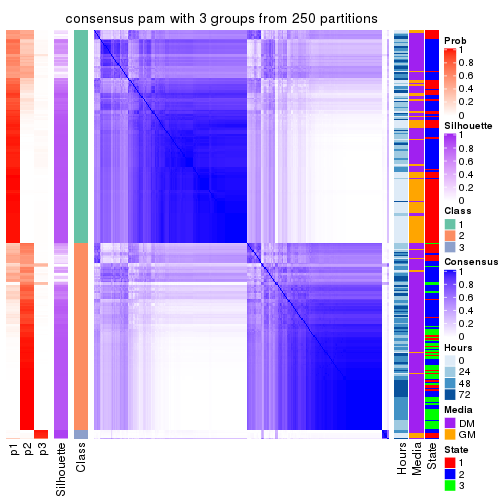 consensus pam with 3 groups from 250 partitions
Prob
1
0.8
0.6
0.4
0.2
0
Silhouette
1
0.8
0.6
0.4
0.2
0
Class
1
2
3
Consensus
1
0.8
0.6
0.4
0.2
0
Hours
0
24
48
72
Media
DM
GM
State
1
2
3
p1
p2
p3
Silhouette
Class
Hours
Media
State